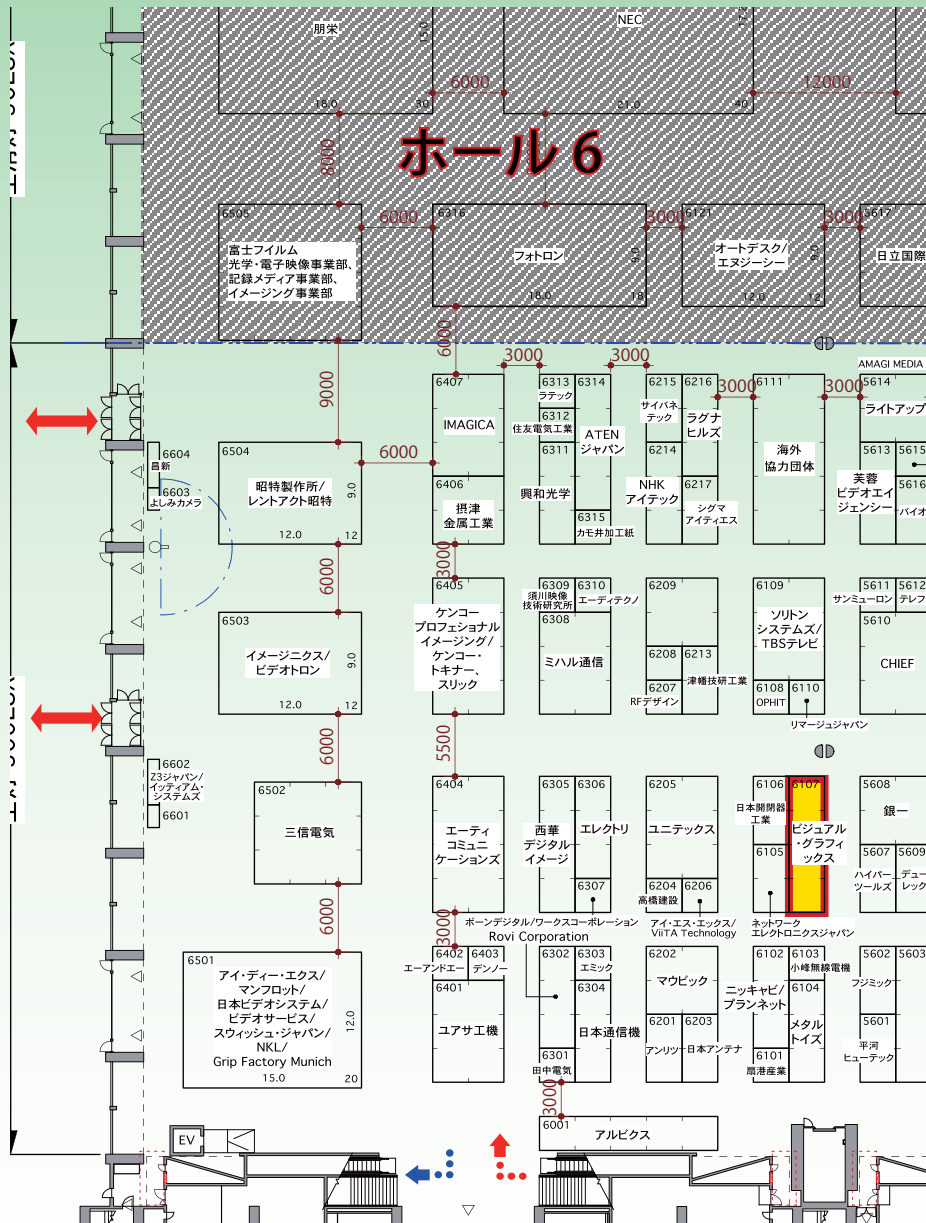 朋栄
15.0
18.0
30
6000
NEC
21.0
40
12000
8000
ホール 6
6505
富士フイルム
光学・電子映像事業部、
記録メディア事業部、
イメージング事業部
6000
6316
フォトロン
9.0
18.0
18
3000
6121
オートデスク/
エヌジーシー
9.0
12.0
12
3000
5617
日立国際
6000
9000
3000
3000
3000
3000
AMAGI MEDIA
6407
IMAGICA
6406
摂津
金属工業
6313
ラテック
6312
住友電気工業
6311
興和光学
6314
ATEN
ジャパン
6315
カモ井加工紙
6215
サイバネ
テック
6214
NHK
アイテック
6216
ラグナ
ヒルズ
6217
シグマ
アイティエス
6111
海外
協力団体
5614
ライトアップ
5613
芙蓉
ビデオエイ
ジェンシー
5615
5616
バイオ
6604
昌新
6603
よしみカメラ
6504
昭特製作所/
レントアクト昭特
9.0
12.0
12
6000
6000
3000
6405
ケンコー
プロフェショナル
イメージング/
ケンコー・
トキナー、
スリック
6309
須川映像
技術研究所
6310
エーディテクノ
6308
ミハル通信
6209
6208
6213
津幡技研工業
6207
RFデザイン
6109
ソリトン
システムズ/
TBSテレビ
6108
OPHIT
6110
リマージュジャパン
5611
サンミューロン
5612
テレフ
5610
CHIEF
6503
イメージニクス/
ビデオトロン
9.0
12.0
12
6000
5500
6602
Z3ジャパン/
イッティアム・
システムズ
6601
6502
三信電気
6000
6404
エーティ
コミュニ
ケーションズ
3000
6305
西華
デジタル
イメージ
6306
エレクトリ
6307
ボーンデジタル/ワークスコーポレーション
6205
ユニテックス
6204
高橋建設
6206
アイ・エス・エックス/
ViiTA Technology
6106
日本開閉器
工業
6105
ネットワーク
エレクトロニクスジャパン
6107
ビジュアル
・グラフィ
ックス
5608
銀一
5607
ハイパー
ツールズ
5609
デュー
レック
Rovi Corporation
6501
アイ・ディー・エクス/
マンフロット/
日本ビデオシステム/
ビデオサービス/
スウィッシュ・ジャパン/
NKL/
Grip Factory Munich
12.0
15.0
20
6402
エーアンドエー
6403
デンノー
6401
ユアサ工機
6302
6303
エミック
6304
日本通信機
6301
田中電気
6202
マウビック
6201
アンリツ
6203
日本アンテナ
6102
ニッキャビ/
プランネット
6103
小峰無線電機
6104
メタル
トイズ
6101
扇港産業
5602
フジミック
5603
5601
平河
ヒューテック
3000
6001
アルビクス
EV